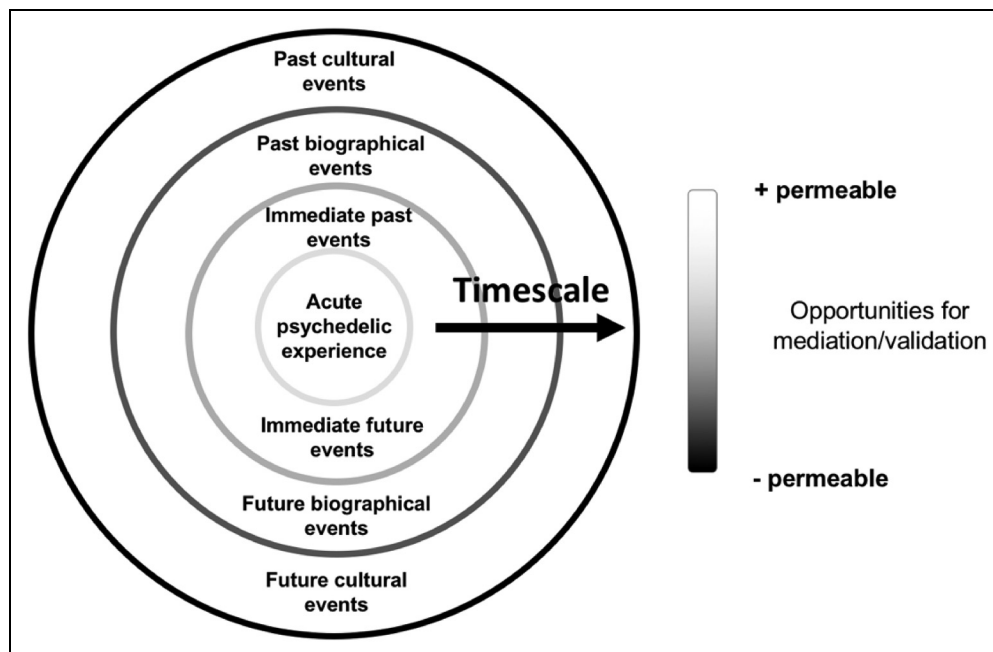 Past cultural
events
Past biographical
events
Immediate past
events
Acute
psychedelic
experience
Timescale
Immediate future
events
Future biographical
events
Future cultural
events
+ permeable
Opportunities for
mediation/validation
- permeable